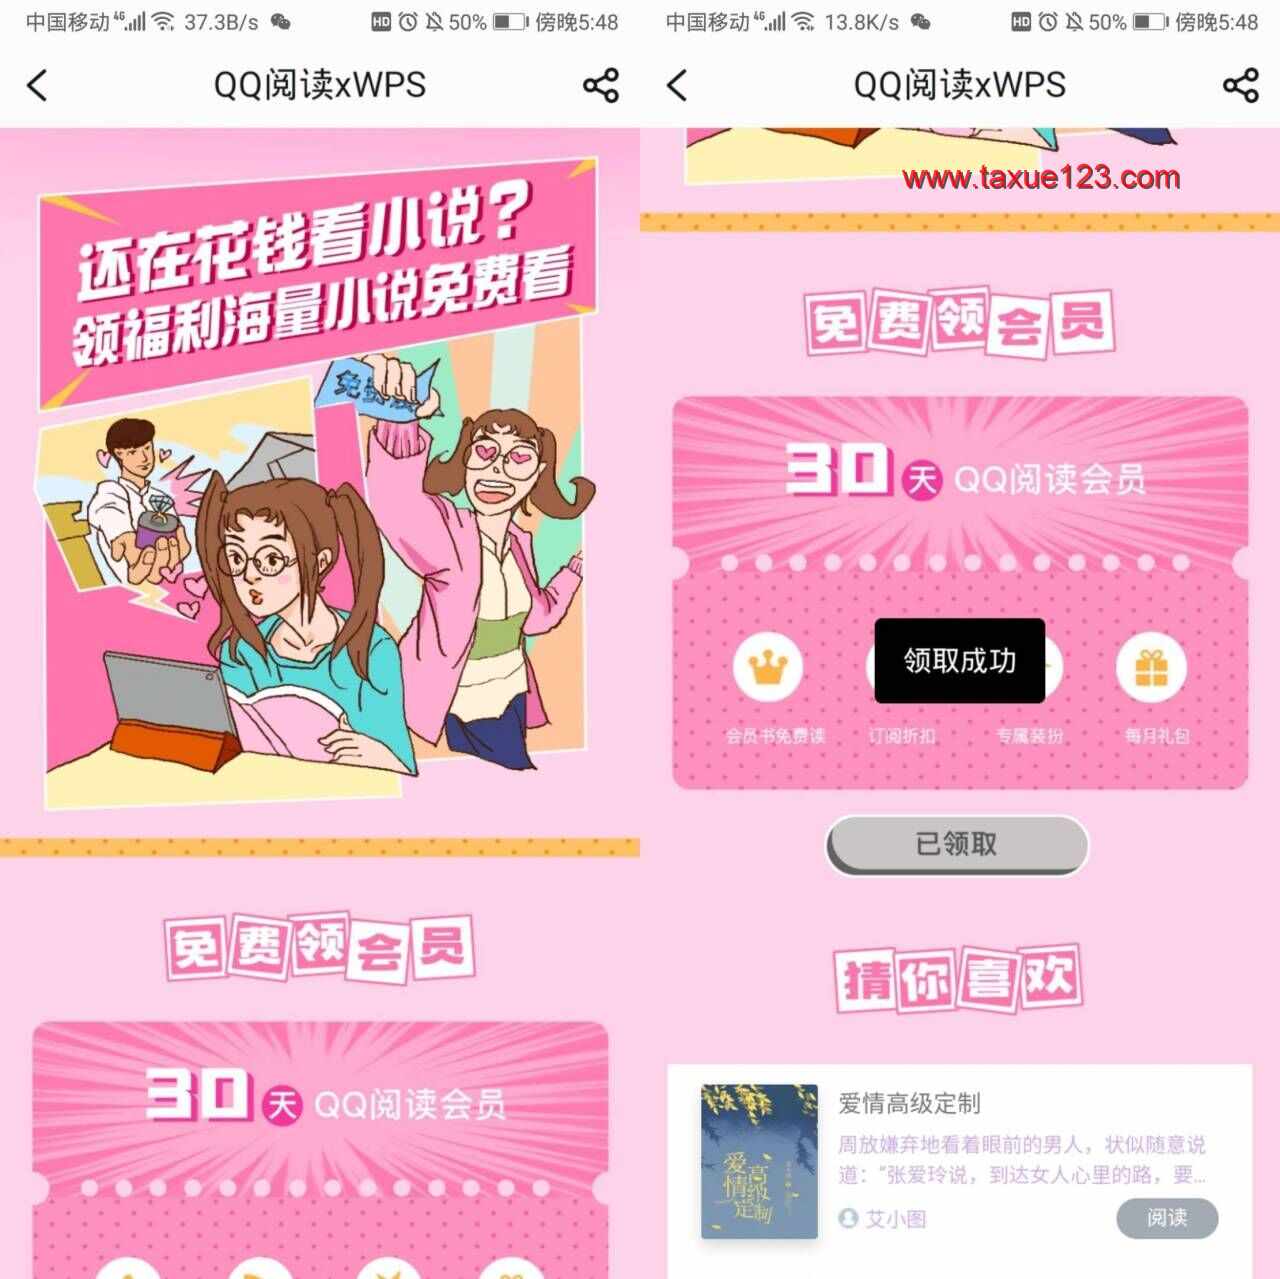 中国移动 4G 37.3B/s HD 50% 傍晚5:48
QQ阅读xWPS
还在花钱看小说?
领福利海量小说免费看
免费领会员
30天 QQ阅读会员
中国移动 4G 13.8K/s HD 50% 傍晚5:48
QQ阅读xWPS
www.taxue123.com
免费领会员
30天 QQ阅读会员
领取成功
会员书免费读 订阅折扣 专属装扮 每月礼包
已领取
猜你喜欢
爱情高级定制
爱情高级定制
周放嫌弃地看着眼前的男人，状似随意说
道：“张爱玲说，到达女人心里的路，要...
艾小图
阅读